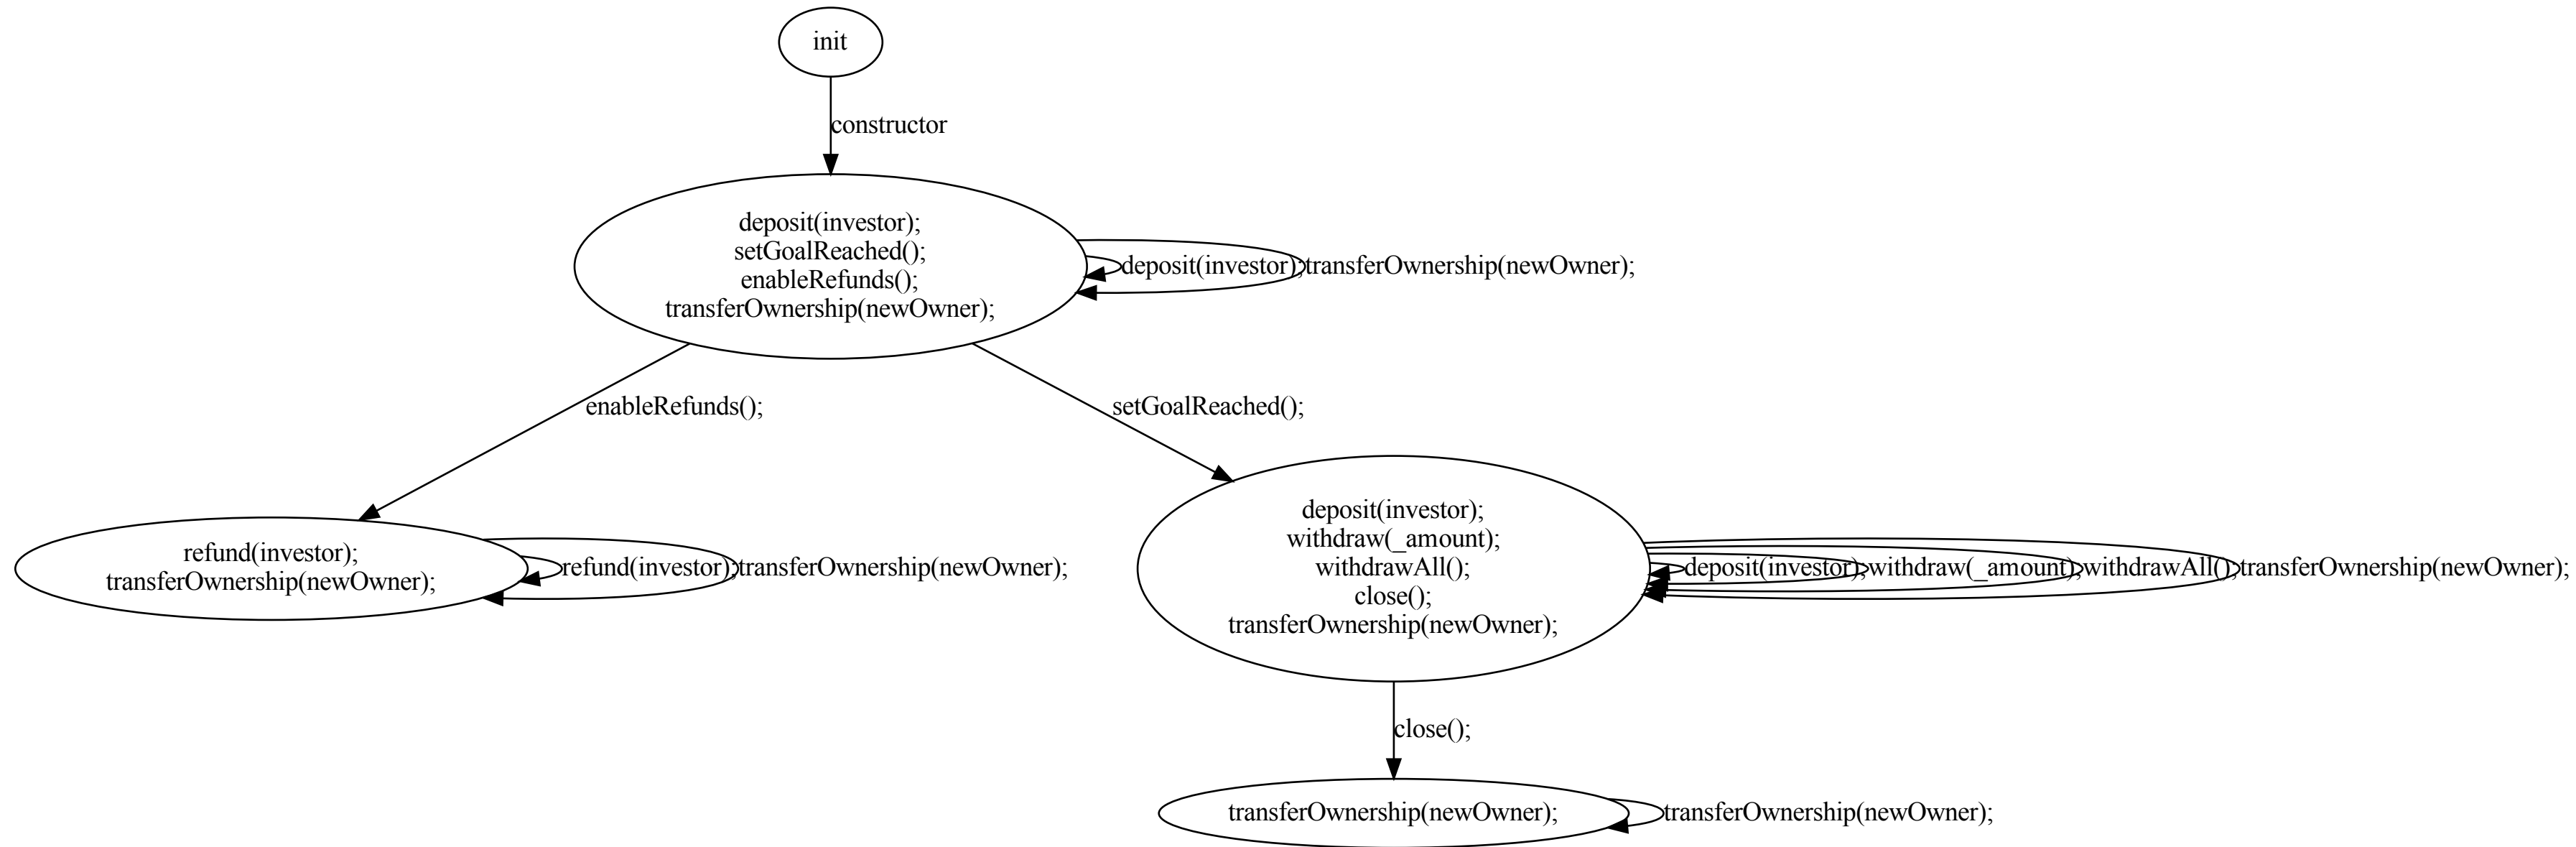 init
constructor
deposit(investor);
setGoalReached();
enableRefunds();
transferOwnership(newOwner);
deposit(investor);
transferOwnership(newOwner);
enableRefunds();
setGoalReached();
refund(investor);
transferOwnership(newOwner);
refund(investor);
transferOwnership(newOwner);
deposit(investor);
withdraw(_amount);
withdrawAll();
close();
transferOwnership(newOwner);
deposit(investor);
withdraw(_amount);
withdrawAll();
transferOwnership(newOwner);
close();
transferOwnership(newOwner);
transferOwnership(newOwner);